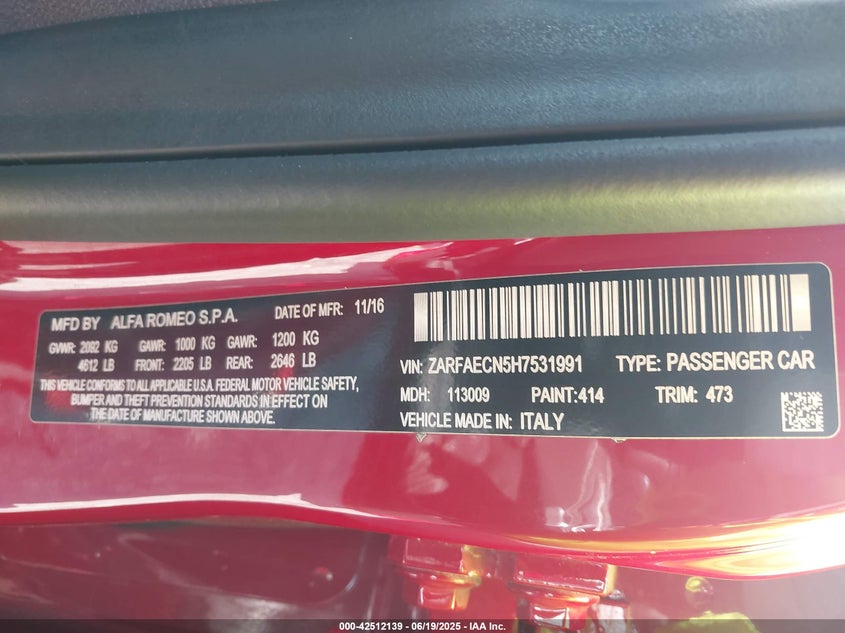 MFD BY ALFA ROMEO S.P.A. DATE OF MFR: 11/16
GVWR: 2092 KG GAWR: 1000 KG GAWR: 1200 KG
4612 LB FRONT: 2205 LB REAR: 2646 LB
THIS VEHICLE CONFORMS TO ALL APPLICABLE U.S.A. FEDERAL MOTOR VEHICLE SAFETY,
BUMPER AND THEFT PREVENTION STANDARDS IN EFFECT ON
THE DATE OF MANUFACTURE SHOWN ABOVE.
VIN: ZARFAECN5H7531991 TYPE: PASSENGER CAR
MDH: 113009 PAINT:414 TRIM: 473
VEHICLE MADE IN: ITALY
000-42512139 - 06/19/2025 - IAA Inc.